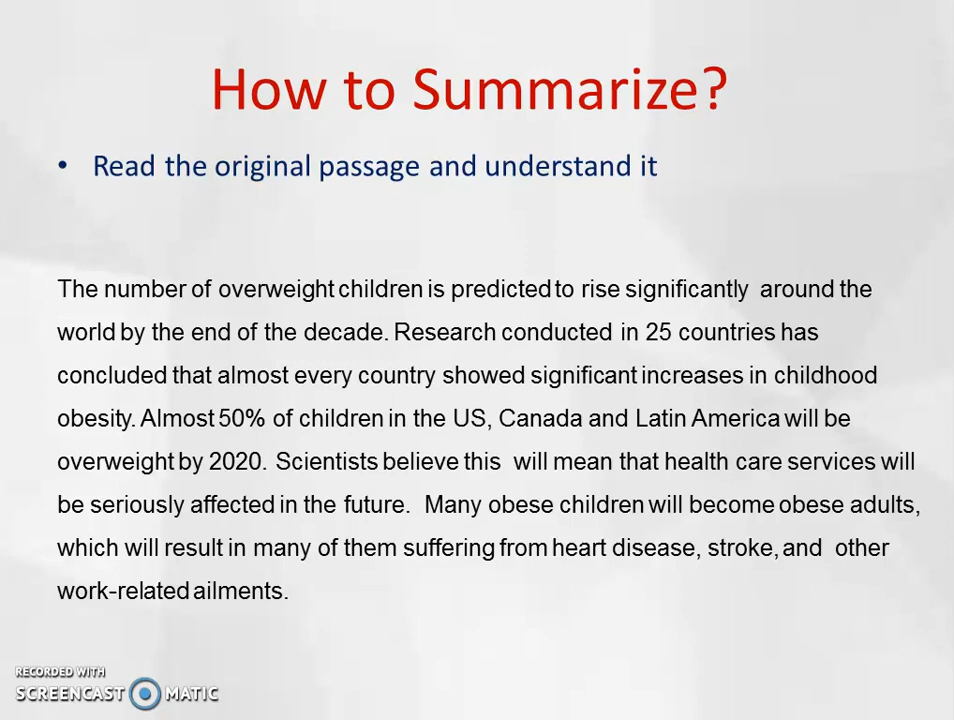 How to Summarize?
• Read the original passage and understand it
The number of overweight children is predicted to rise significantly around the
world by the end of the decade. Research conducted in 25 countries has
concluded that almost every country showed significant increases in childhood
obesity. Almost 50% of children in the US, Canada and Latin America will be
overweight by 2020. Scientists believe this will mean that health care services will
be seriously affected in the future. Many obese children will become obese adults,
which will result in many of them suffering from heart disease, stroke, and other
work-related ailments.
RECORDED WITH
SCREENCAST MATIC